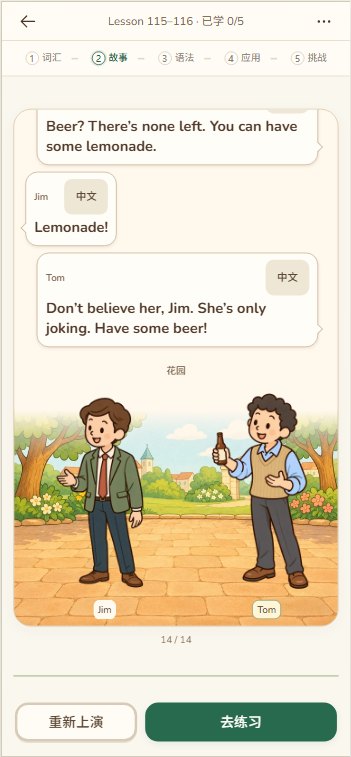 Lesson 115–116 · 已学 0/5
1 词汇 – 2 故事 – 3 语法 – 4 应用 – 5 挑战
Beer? There's none left. You can have
some lemonade.
Jim 中文
Lemonade!
Tom 中文
Don't believe her, Jim. She's only
joking. Have some beer!
花园
Jim Tom
14 / 14
重新上演 去练习